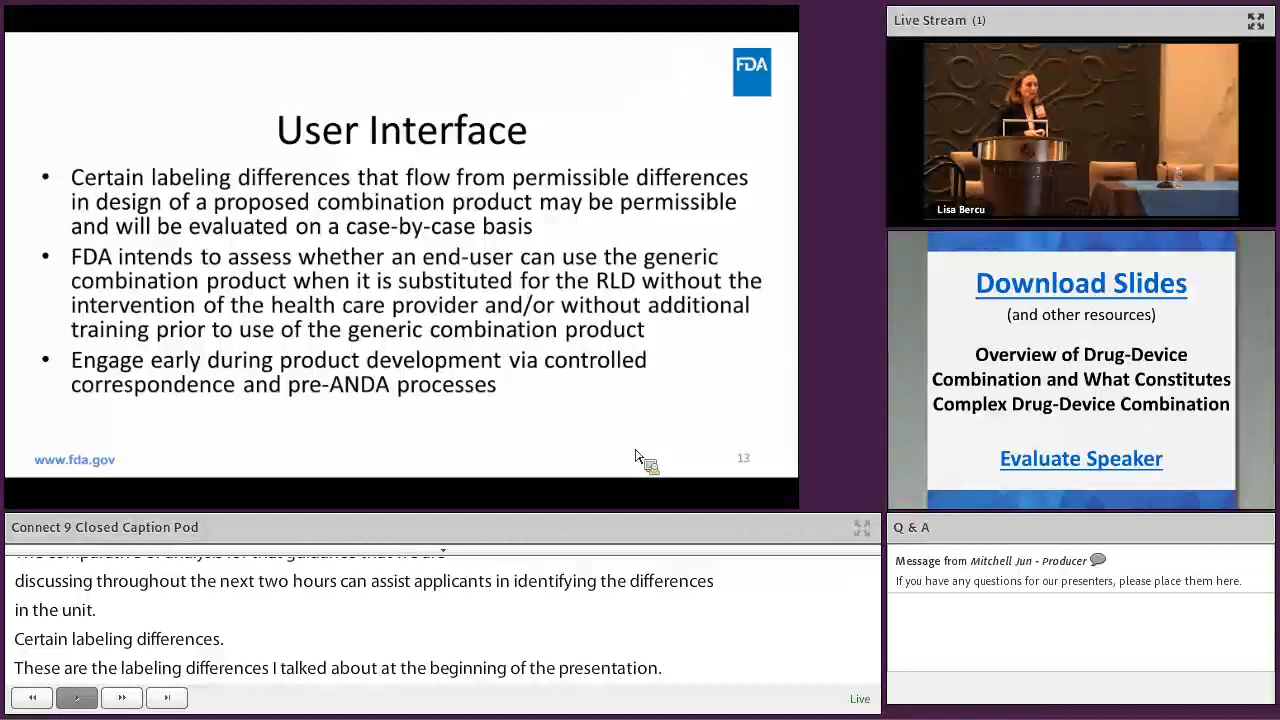 FDA
User Interface
• Certain labeling differences that flow from permissible differences
in design of a proposed combination product may be permissible
and will be evaluated on a case-by-case basis
• FDA intends to assess whether an end-user can use the generic
combination product when it is substituted for the RLD without the
intervention of the health care provider and/or without additional
training prior to use of the generic combination product
• Engage early during product development via controlled
correspondence and pre-ANDA processes
www.fda.gov
13
Live Stream (1)
Lisa Bercu
Download Slides
(and other resources)
Overview of Drug-Device
Combination and What Constitutes
Complex Drug-Device Combination
Evaluate Speaker
Connect 9 Closed Caption Pod
discussing throughout the next two hours can assist applicants in identifying the differences
in the unit.
Certain labeling differences.
These are the labeling differences I talked about at the beginning of the presentation.
Live
Q & A
Message from Mitchell Jun - Producer
If you have any questions for our presenters, please place them here.